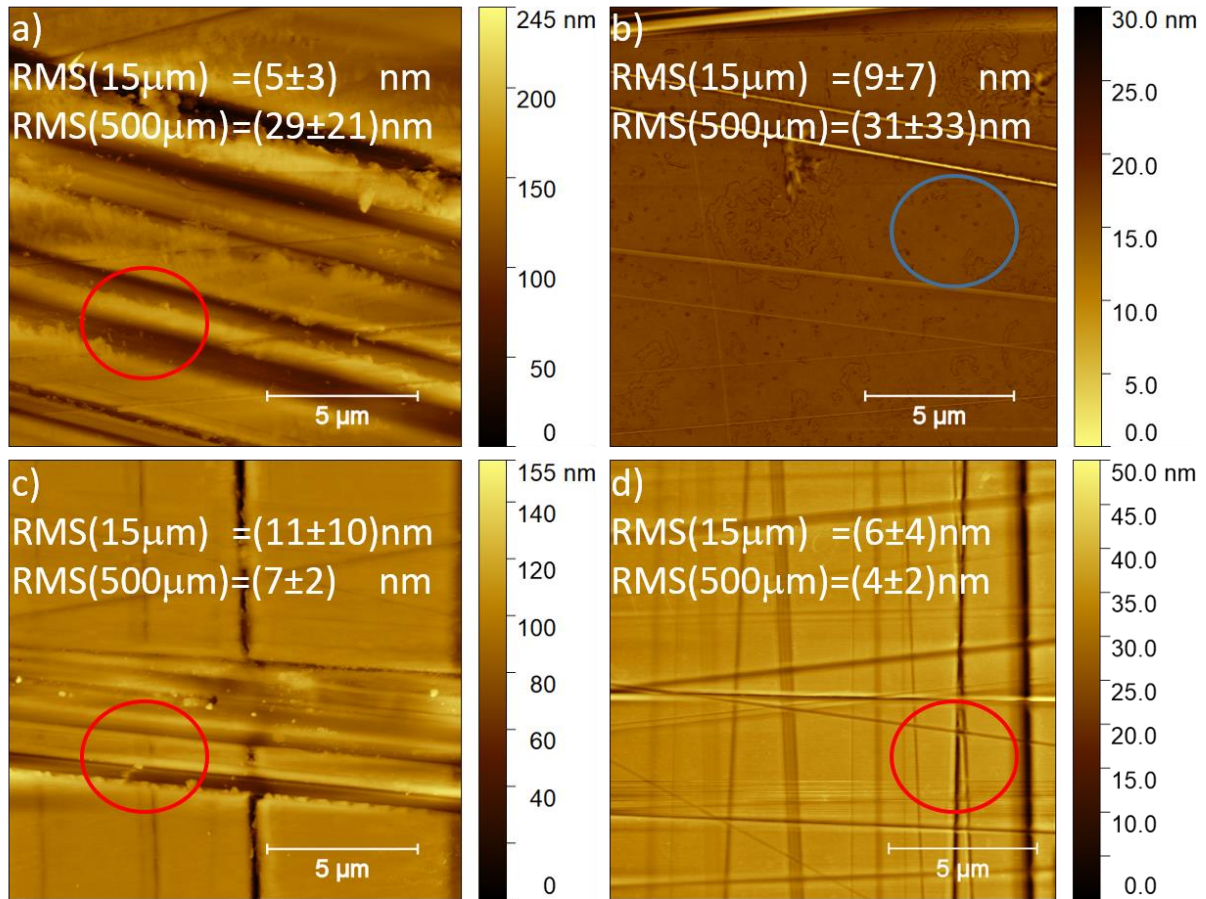 a)
RMS(15μm) =(5±3) nm
RMS(500μm)=(29±21)nm
5 μm
245 nm
200
150
100
50
0
b)
RMS(15μm) =(9±7) nm
RMS(500μm)=(31±33)nm
5 μm
30.0 nm
25.0
20.0
15.0
10.0
5.0
0.0
c)
RMS(15μm) =(11±10)nm
RMS(500μm)=(7±2) nm
5 μm
155 nm
140
120
100
80
60
40
0
d)
RMS(15μm) =(6±4)nm
RMS(500μm)=(4±2)nm
5 μm
50.0 nm
45.0
40.0
35.0
30.0
25.0
20.0
15.0
10.0
0.0